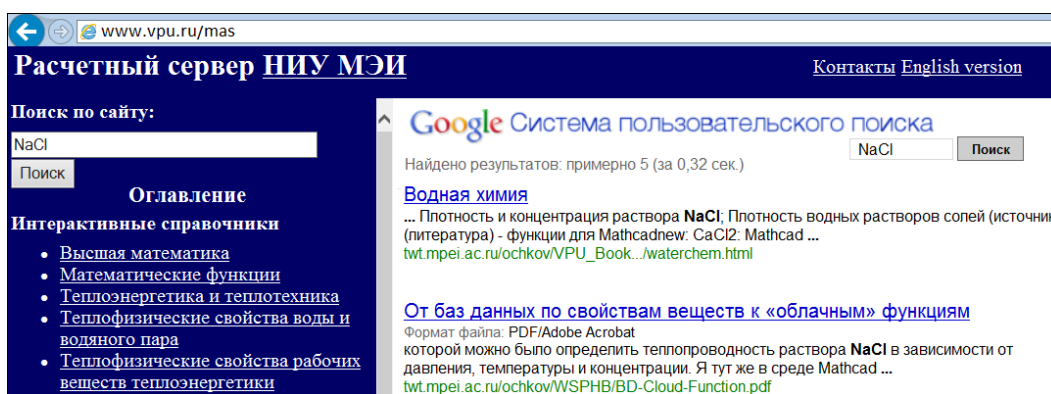 www.vpu.ru/mas
Расчетный сервер НИУ МЭИ
Контакты English version
Поиск по сайту:
NaCl
Поиск
Оглавление
Интерактивные справочники
Высшая математика
Математические функции
Теплоэнергетика и теплотехника
Теплофизические свойства воды и
водяного пара
Теплофизические свойства рабочих
веществ теплоэнергетики
Google Система пользовательского поиска
NaCl Поиск
Найдено результатов: примерно 5 (за 0,32 сек.)
Водная химия
... Плотность и концентрация раствора NaCl; Плотность водных растворов солей (источник
(питература) - функции для Mathcadnew: CaCl2: Mathcad ...
twt.mpei.ac.ru/ochkov/VPU_Book.../waterchem.html
От баз данных по свойствам веществ к «облачным» функциям
Формат файла: PDF/Adobe Acrobat
которой можно было определить теплопроводность раствора NaCl в зависимости от
давления, температуры и концентрации. Я тут же в среде Mathcad ...
twt.mpei.ac.ru/ochkov/WSPHB/BD-Cloud-Function.pdf